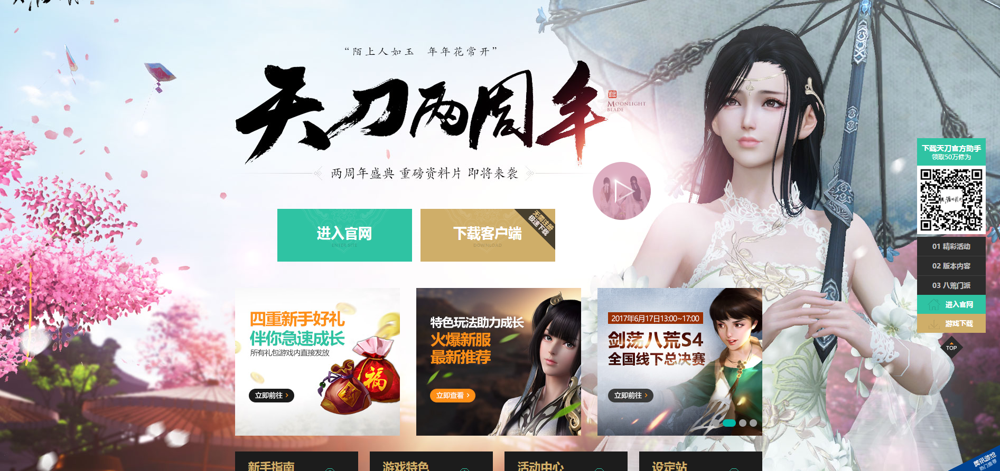 “陌上人如玉 年年花常开”
天刀两周年
MOONLIGHT
BLADE
两周年盛典 重磅资料片 即将来袭
进入官网
ENTER SITE
下载客户端
DOWNLOAD
无需注册
极速下载
四重新手好礼
伴你急速成长
所有礼包游戏内直接发放
立即前往
福
特色玩法助力成长
火爆新服
最新推荐
立即查看
2017年6月17日13:00~17:00
剑荡八荒S4
全国线下总决赛
立即前往
下载天刀官方助手
领取50万修为
01 精彩活动
02 版本内容
03 八荒门派
进入官网
游戏下载
TOP
新手指南
游戏特色
活动中心
设定站
腾讯游戏
热门推荐